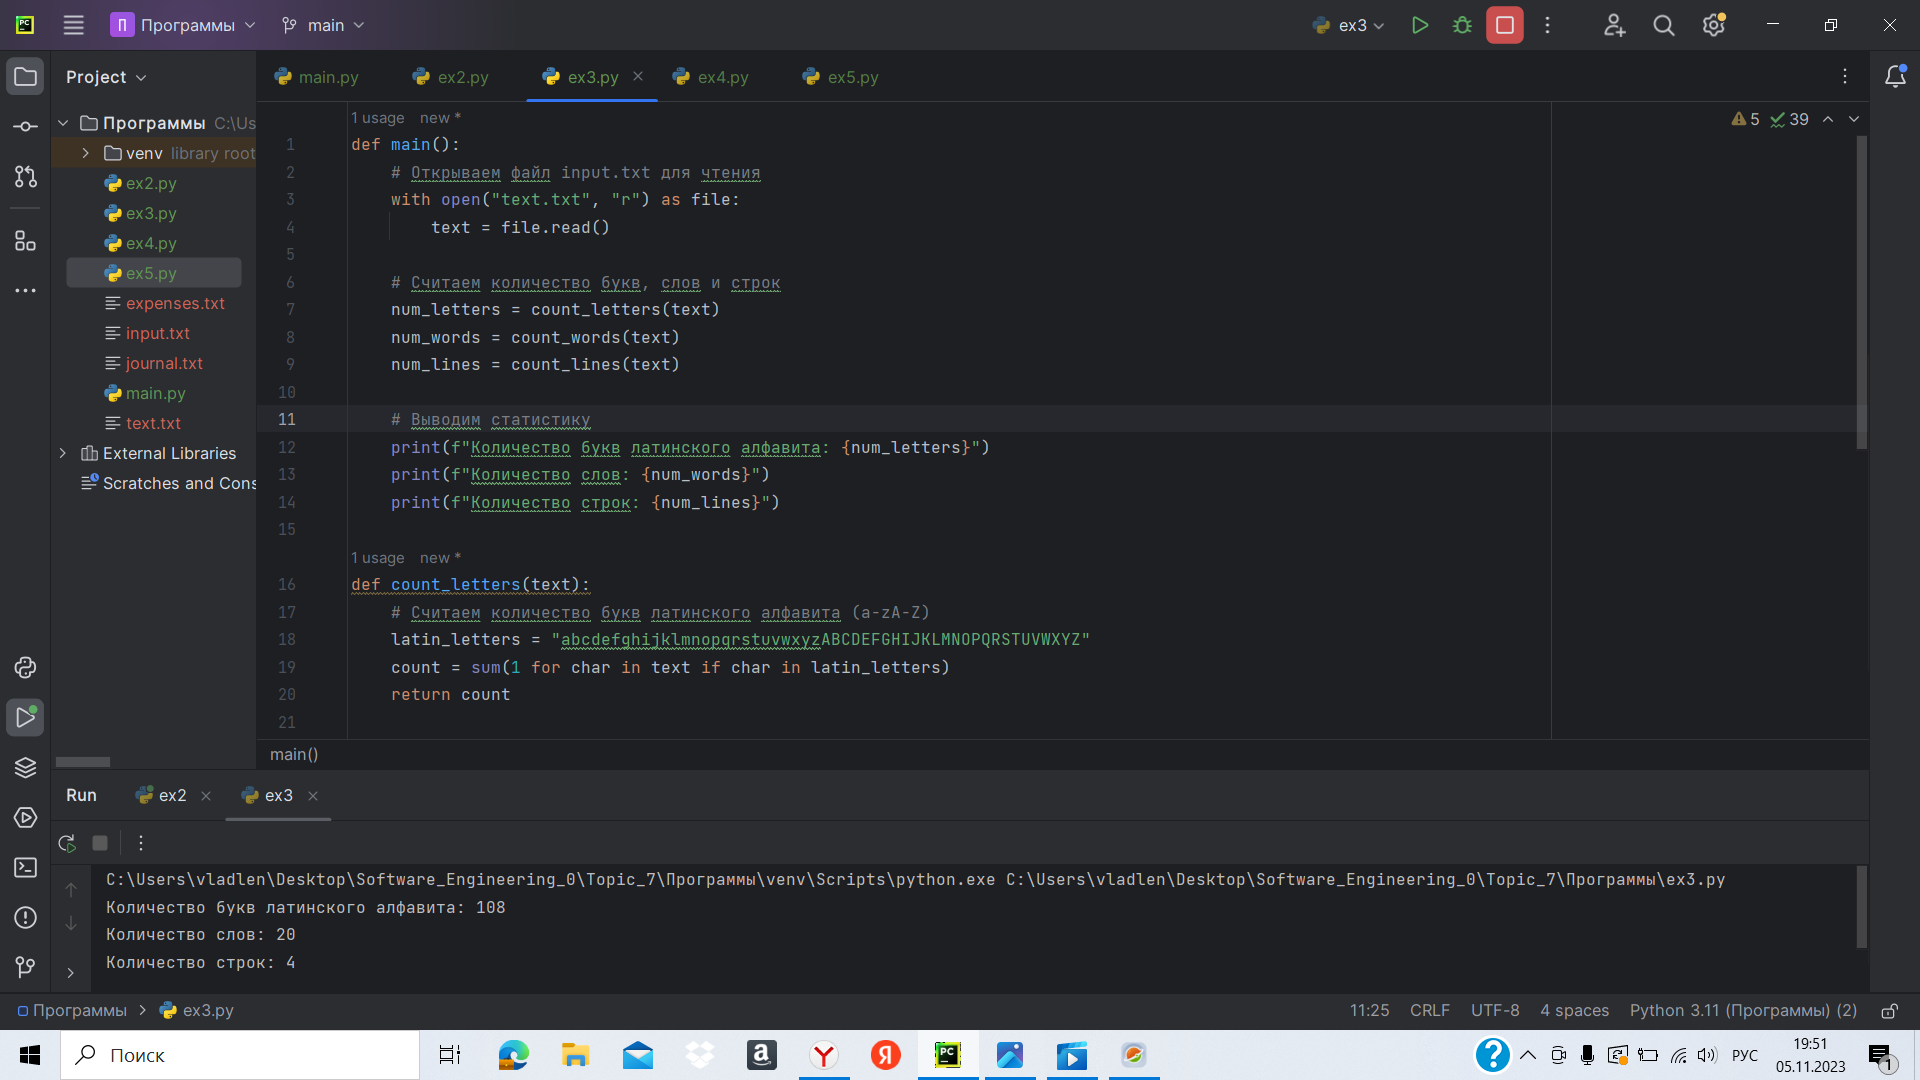 PC
П Программы main
ex3
Project
main.py ex2.py ex3.py ex4.py ex5.py
Программы C:\Us
venv library root
ex2.py
ex3.py
ex4.py
ex5.py
expenses.txt
input.txt
journal.txt
main.py
text.txt
External Libraries
Scratches and Cons
5 39
1 usage new *
1 def main():
2 # Открываем файл input.txt для чтения
3 with open("text.txt", "r") as file:
4 text = file.read()
5
6 # Считаем количество букв, слов и строк
7 num_letters = count_letters(text)
8 num_words = count_words(text)
9 num_lines = count_lines(text)
10
11 # Выводим статистику
12 print(f"Количество букв латинского алфавита: {num_letters}")
13 print(f"Количество слов: {num_words}")
14 print(f"Количество строк: {num_lines}")
15
1 usage new *
16 def count_letters(text):
17 # Считаем количество букв латинского алфавита (a-zA-Z)
18 latin_letters = "abcdefghijklmnopqrstuvwxyzABCDEFGHIJKLMNOPQRSTUVWXYZ"
19 count = sum(1 for char in text if char in latin_letters)
20 return count
21
main()
Run ex2 ex3
C:\Users\vladlen\Desktop\Software_Engineering_0\Topic_7\Программы\venv\Scripts\python.exe C:\Users\vladlen\Desktop\Software_Engineering_0\Topic_7\Программы\ex3.py
Количество букв латинского алфавита: 108
Количество слов: 20
Количество строк: 4
Программы > ex3.py
11:25 CRLF UTF-8 4 spaces Python 3.11 (Программы) (2)
Поиск
a Y Я PC
? РУС
19:51
05.11.2023
1